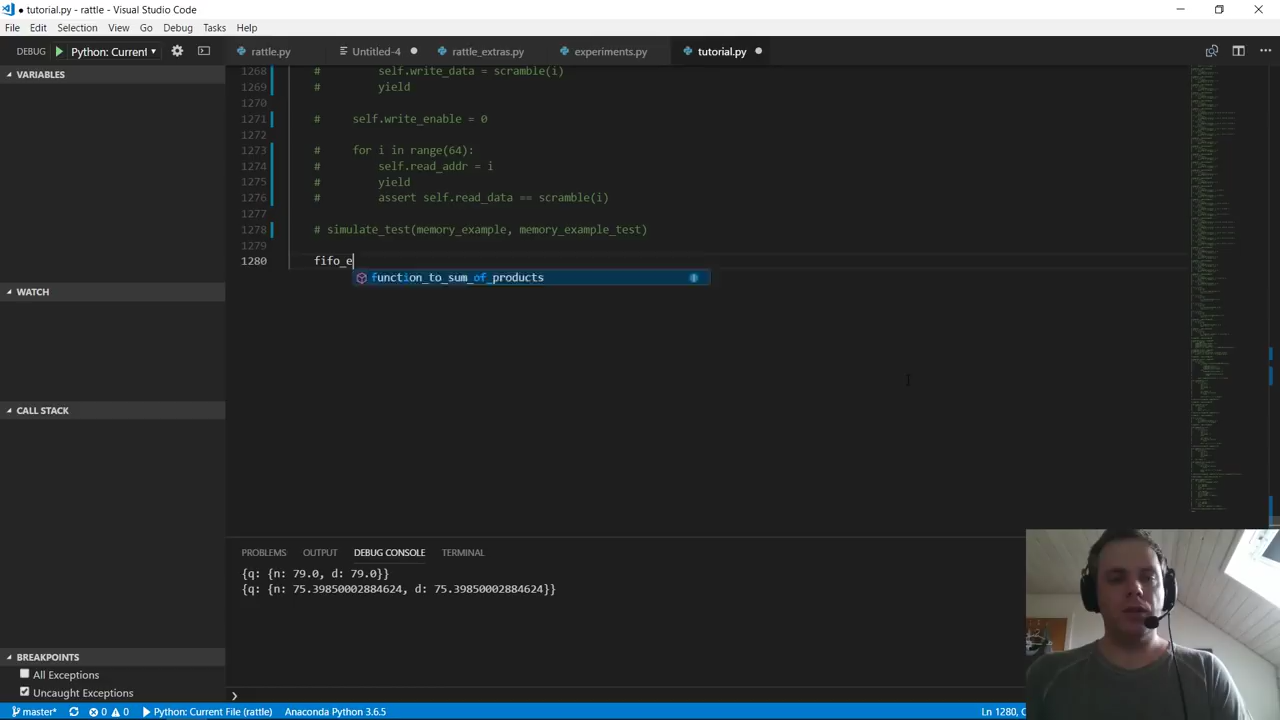 ● tutorial.py - rattle - Visual Studio Code
File Edit Selection View Go Debug Tasks Help
DEBUG Python: Current
rattle.py Untitled-4 rattle_extras.py experiments.py tutorial.py
VARIABLES
1268 # self.write_data = scramble(i)
1269 # yield
1270
1271 # self.write_enable = 0
1272
1273 # for i in range(64):
1274 # self.read_addr = i
1275 # yield
1276 # assert self.read_data == scramble(i)
1277
1278 # simulate_test(memory_example, memory_example_test)
1279
1280 fifo_e
function_to_sum_of_products
WATCH
CALL STACK
PROBLEMS OUTPUT DEBUG CONSOLE TERMINAL
{q: {n: 79.0, d: 79.0}}
{q: {n: 75.39850002884624, d: 75.39850002884624}}
BREAKPOINTS
All Exceptions
Uncaught Exceptions
master* 0 0 Python: Current File (rattle) Anaconda Python 3.6.5 Ln 1280, C